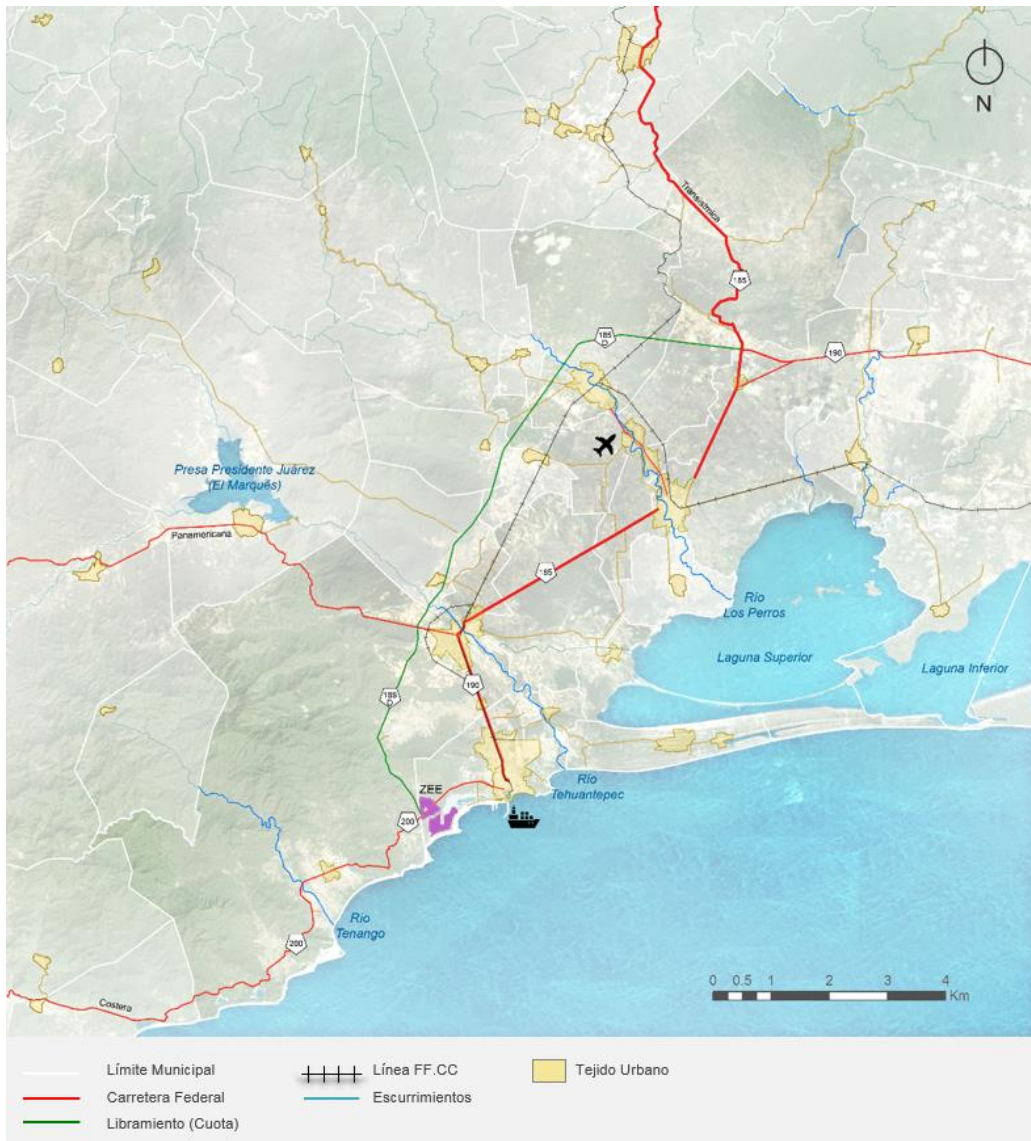 N
Transístmica
185
185
D
190
Presa Presidente Juárez
(El Marqués)
Panamericana
185
Río
Los Perros
Laguna Superior
Laguna Inferior
190
185
D
ZEE
Río
Tehuantepec
200
200
Río
Tenango
Costera
0 0.5 1 2 3 4
Km
Límite Municipal
Línea FF.CC
Tejido Urbano
Carretera Federal
Escurrimientos
Libramiento (Cuota)